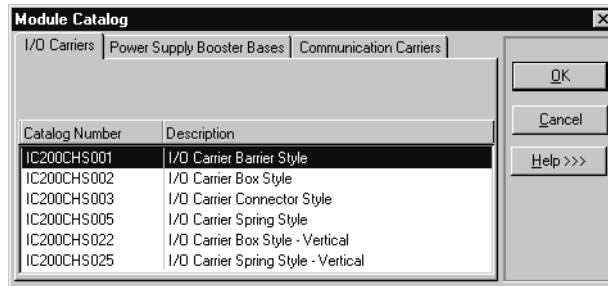 Module Catalog
I/O Carriers Power Supply Booster Bases Communication Carriers
OK
Cancel
Help >>>
Catalog Number Description
IC200CHS001 I/O Carrier Barrier Style
IC200CHS002 I/O Carrier Box Style
IC200CHS003 I/O Carrier Connector Style
IC200CHS005 I/O Carrier Spring Style
IC200CHS022 I/O Carrier Box Style - Vertical
IC200CHS025 I/O Carrier Spring Style - Vertical